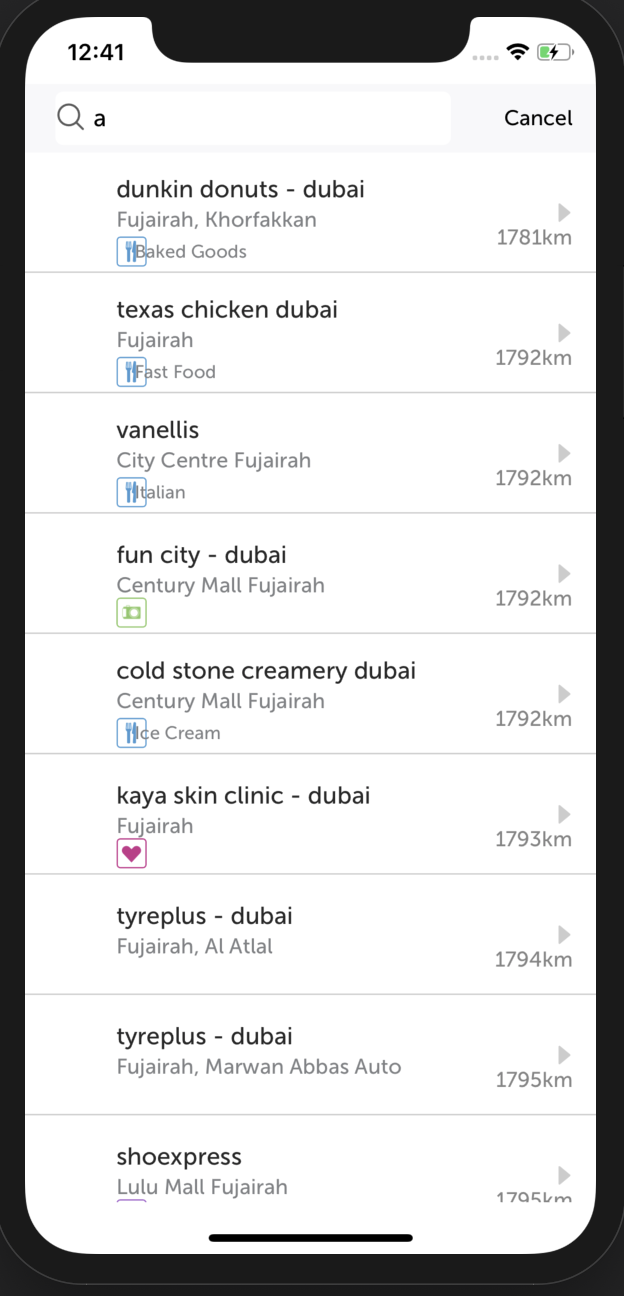 12:41
a
Cancel
dunkin donuts - dubai
Fujairah, Khorfakkan
1781km
Baked Goods
texas chicken dubai
Fujairah
1792km
Fast Food
vanellis
City Centre Fujairah
1792km
Italian
fun city - dubai
Century Mall Fujairah
1792km
cold stone creamery dubai
Century Mall Fujairah
1792km
Ice Cream
kaya skin clinic - dubai
Fujairah
1793km
tyreplus - dubai
Fujairah, Al Atlal
1794km
tyreplus - dubai
Fujairah, Marwan Abbas Auto
1795km
shoexpress
Lulu Mall Fujairah
1795km